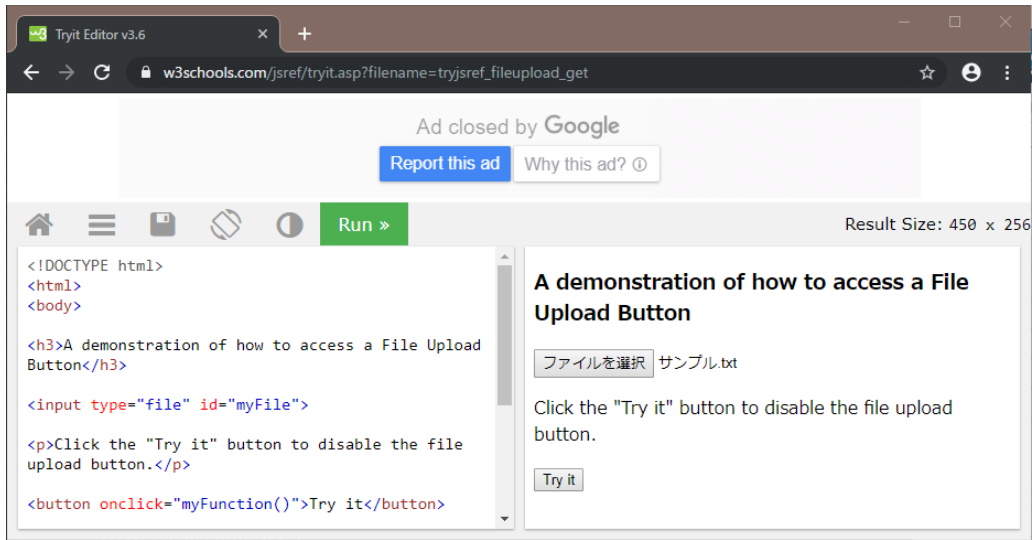 Tryit Editor v3.6
w3schools.com/jsref/tryit.asp?filename=tryjsref_fileupload_get
Ad closed by Google
Report this ad
Why this ad?
Run »
Result Size: 450 x 256
<!DOCTYPE html>
<html>
<body>
<h3>A demonstration of how to access a File Upload
Button</h3>
<input type="file" id="myFile">
<p>Click the "Try it" button to disable the file
upload button.</p>
<button onclick="myFunction()">Try it</button>
A demonstration of how to access a File
Upload Button
ファイルを選択 サンプル.txt
Click the "Try it" button to disable the file upload
button.
Try it